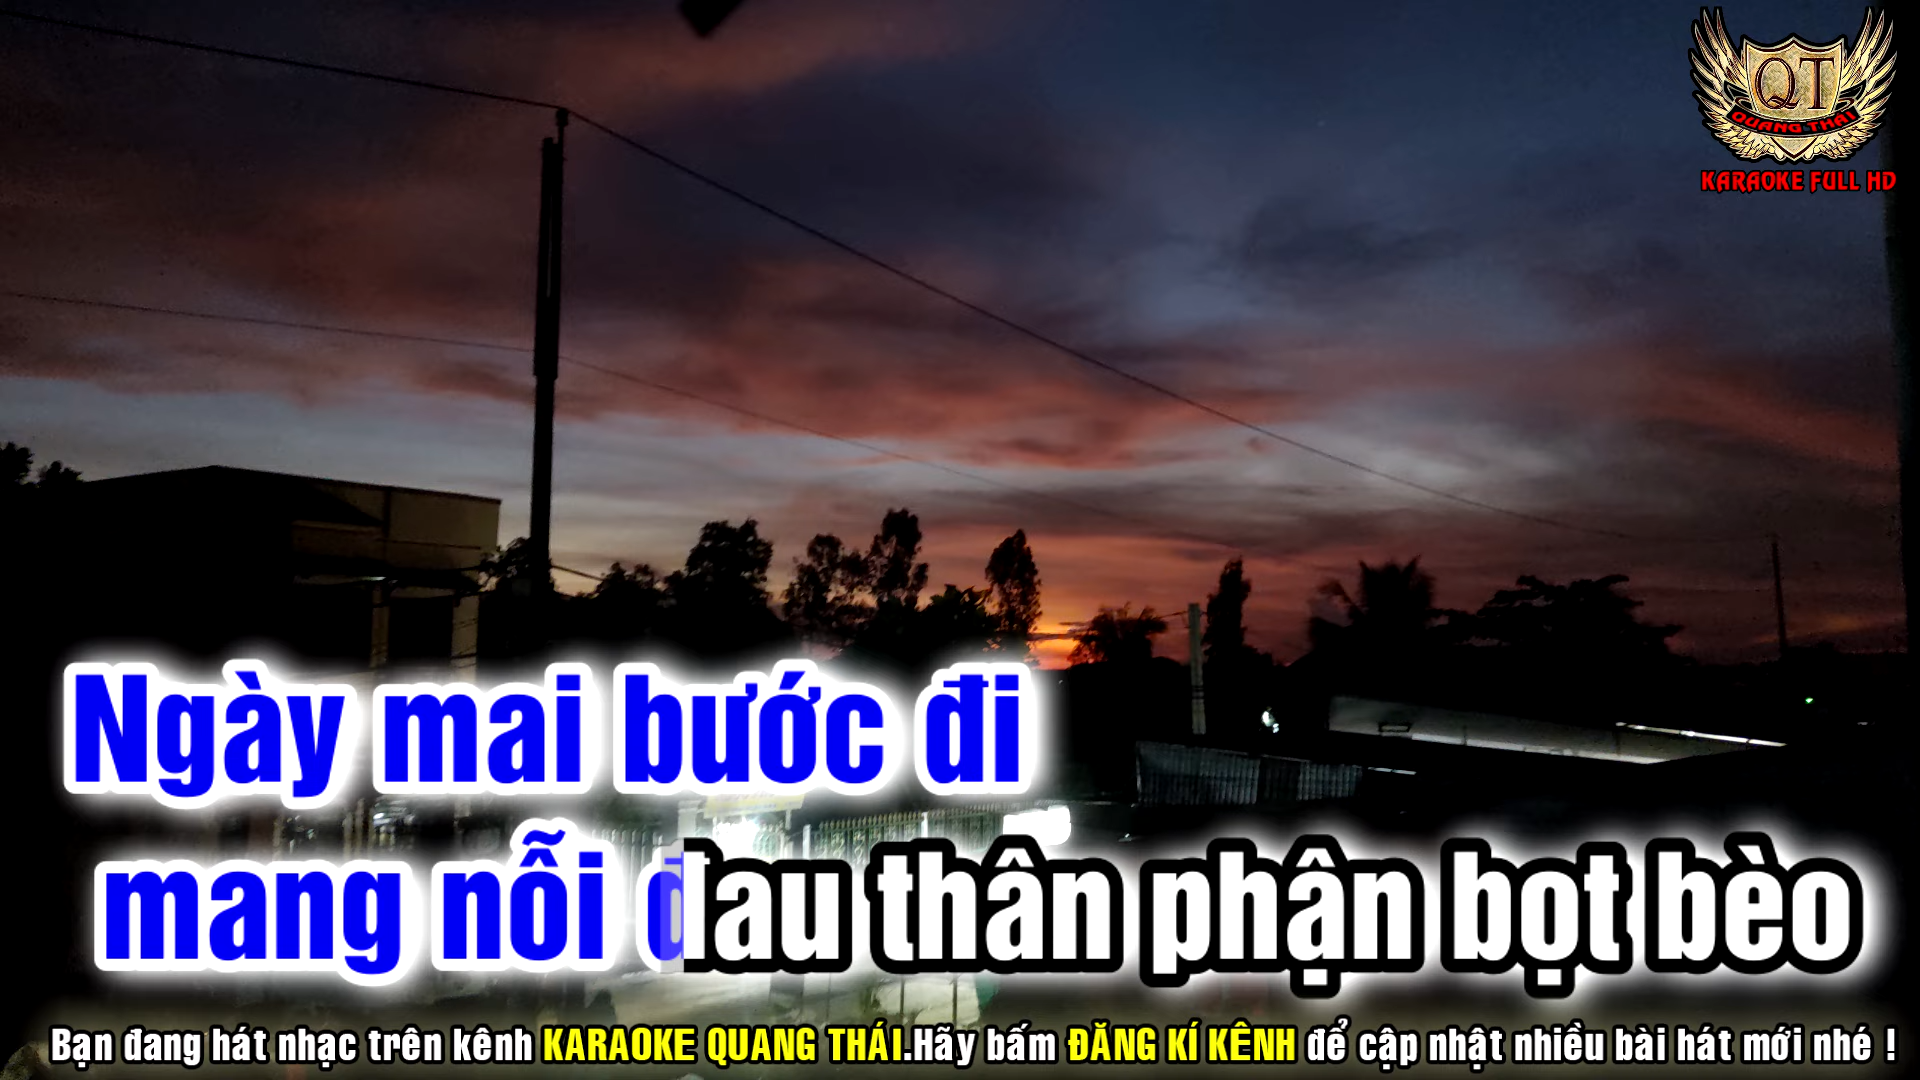 QT
QUANG THÁI
KARAOKE FULL HD
Ngày mai bước đi
mang nỗi đau thân phận bọt bèo
Bạn đang hát nhạc trên kênh KARAOKE QUANG THÁI.Hãy bấm ĐĂNG KÍ KÊNH để cập nhật nhiều bài hát mới nhé !